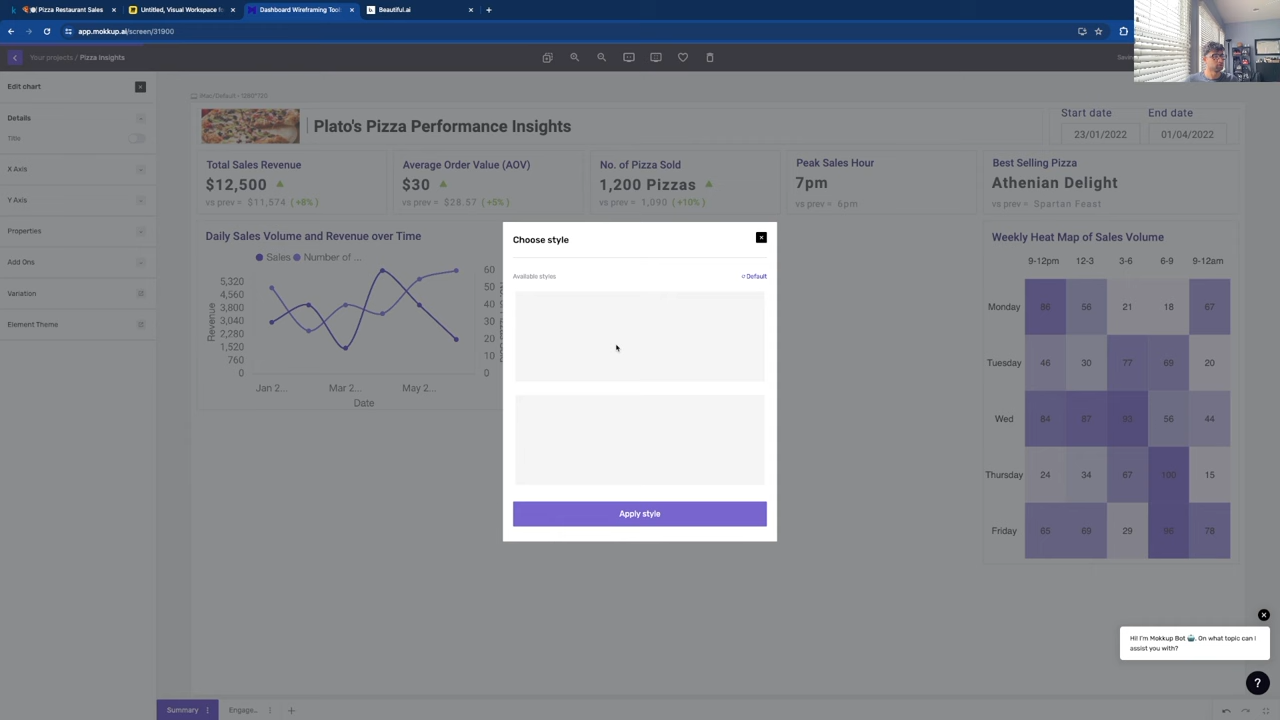 Pizza Restaurant Sales
Untitled, Visual Workspace fo
Dashboard Wireframing Tool
Beautiful.ai
app.mokkup.ai/screen/31900
Your projects / Pizza Insights
Edit chart
Details
Title
X Axis
Y Axis
Properties
Add Ons
Variation
Element Theme
Plato's Pizza Performance Insights
Start date
End date
23/01/2022
01/04/2022
Total Sales Revenue
$12,500
vs prev = $11,574 (+8%)
Average Order Value (AOV)
$30
vs prev = $28.57 (+5%)
No. of Pizza Sold
1,200 Pizzas
vs prev = 1,090 (+10%)
Peak Sales Hour
7pm
vs prev = 6pm
Best Selling Pizza
Athenian Delight
vs prev = Spartan Feast
Daily Sales Volume and Revenue over Time
Sales Number of ...
Revenue
5,320
4,560
3,800
3,040
2,280
1,520
760
0
60
50
40
30
20
10
0
Jan 2... Mar 2... May 2...
Date
Choose style
Available styles
Default
Apply style
Weekly Heat Map of Sales Volume
9-12pm 12-3 3-6 6-9 9-12am
Monday 86 56 21 18 67
Tuesday 46 30 77 69 20
Wed 84 87 93 56 44
Thursday 24 34 67 100 15
Friday 65 69 29 96 78
Hi! I'm Mokkup Bot 🤖. On what topic can I
assist you with?
?
Summary
Engage...